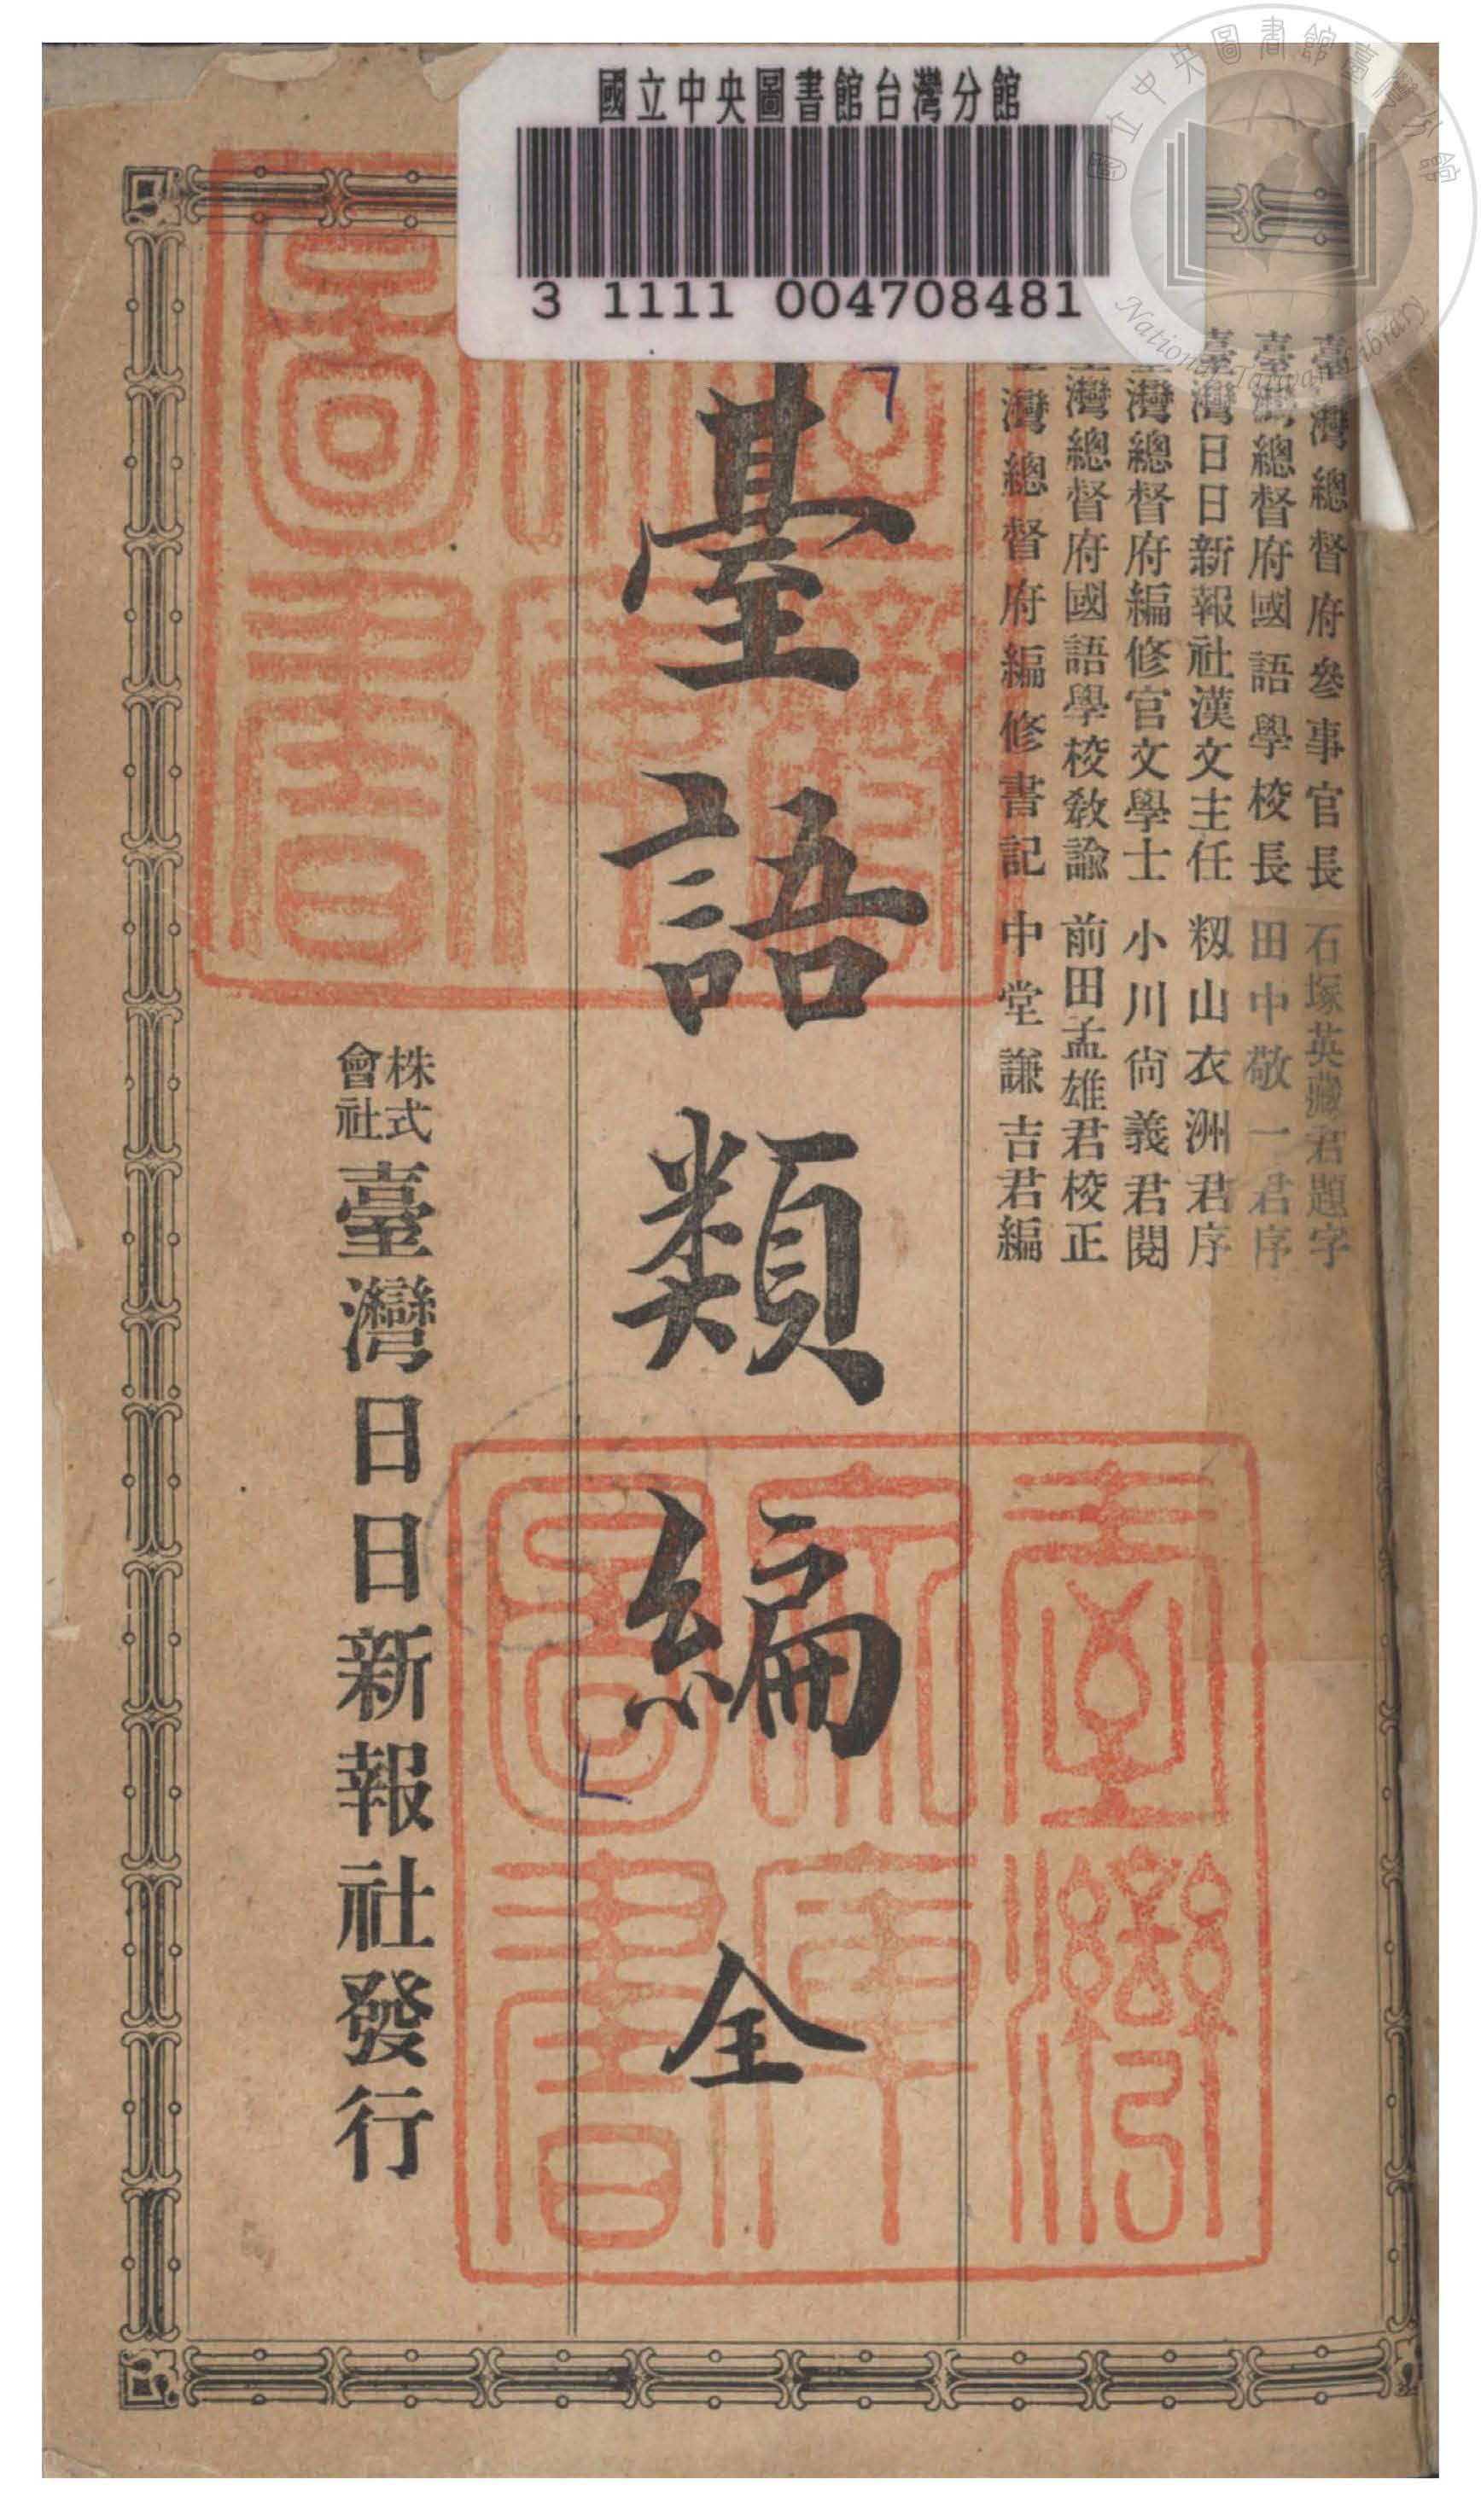 國立中央圖書館台灣分館
3 1111 004708481
國立中央圖書館臺灣分館
National Taiwan Library
臺灣總督府參事官長 石塚英藏君題字
臺灣總督府國語學校長 田中敬一君序
臺灣日日新報社漢文主任 籾山衣洲君序
臺灣總督府編修官文學士 小川尙義君閱
臺灣總督府國語學校敎諭 前田孟雄君校正
臺灣總督府編修書記 中堂謙吉君編
臺語類編 全
株式會社 臺灣日日新報社發行
臺灣
文庫
圖書